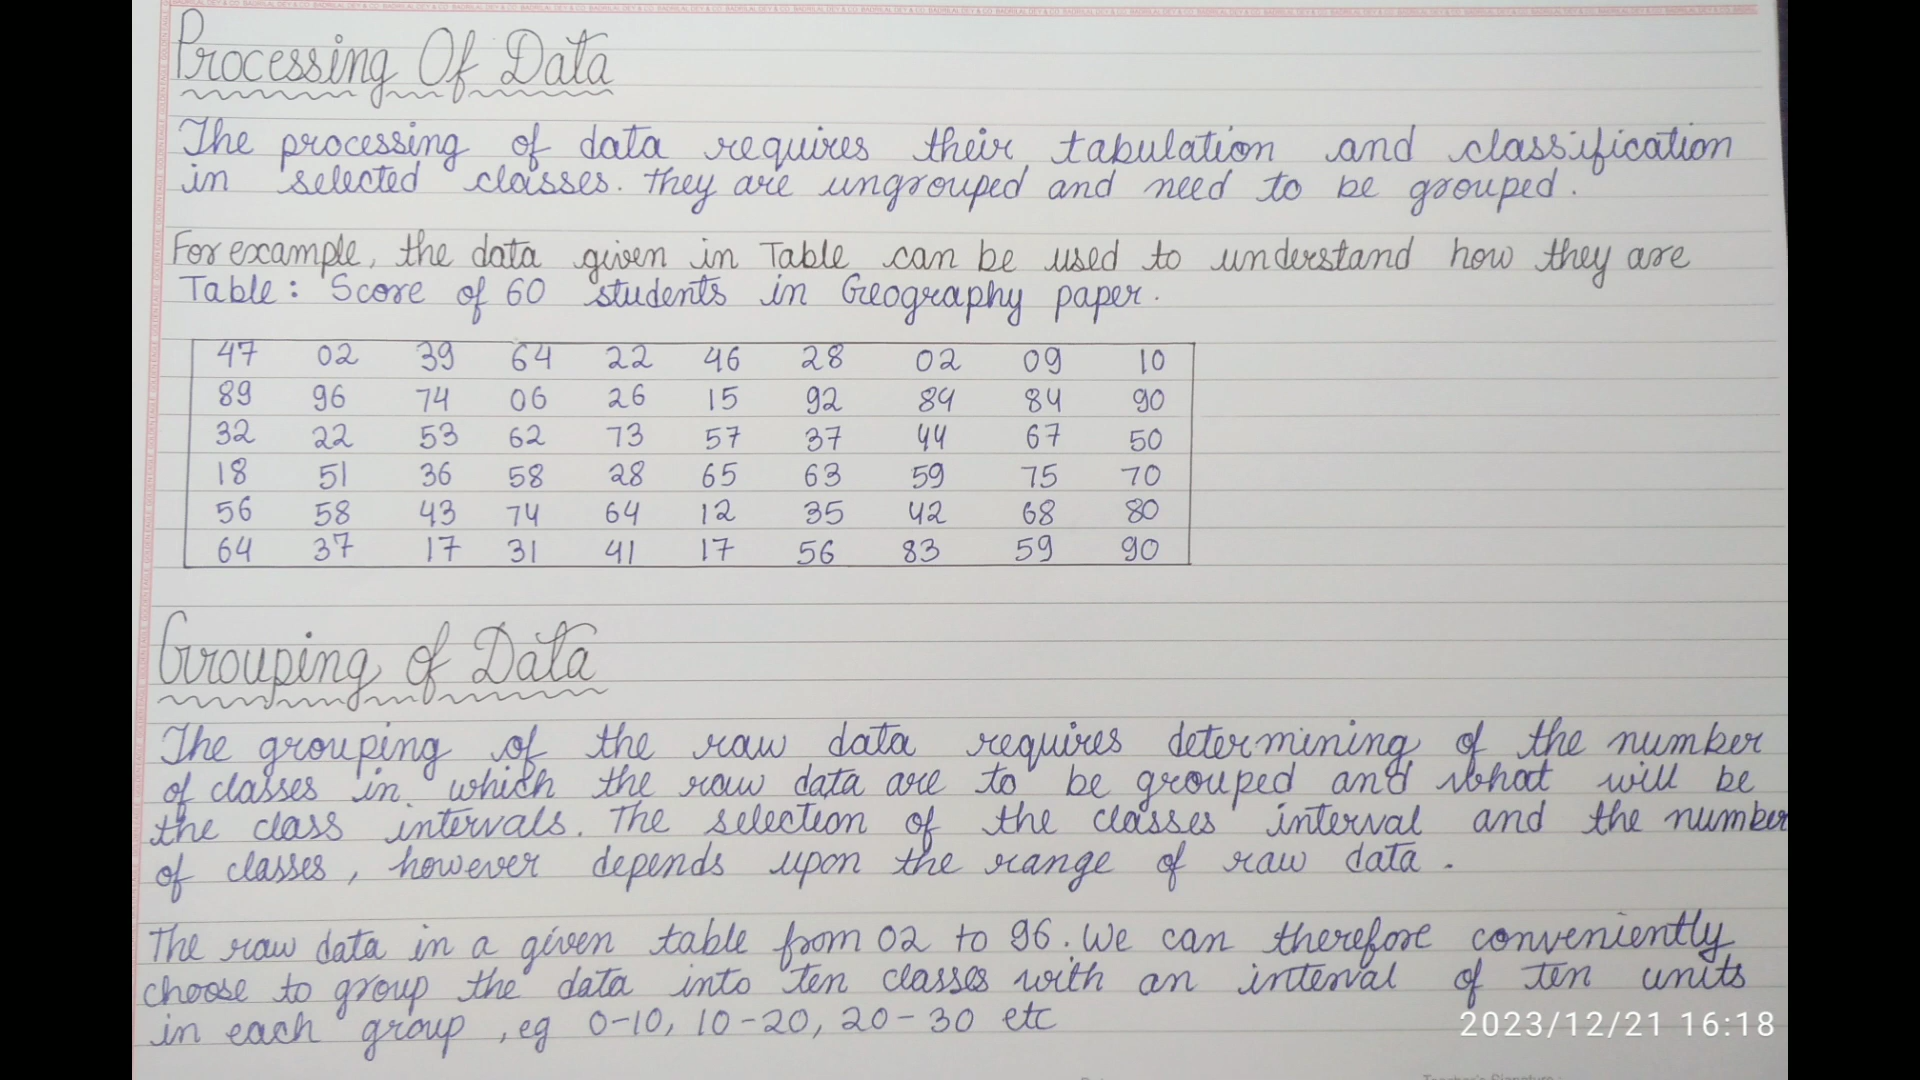 Processing Of Data
The processing of data requires their tabulation and classification
in selected classes. They are ungrouped and need to be grouped.
For example, the data given in Table can be used to understand how they are
Table: Score of 60 students in Geography paper.
47 02 39 64 22 46 28 02 09 10
89 96 74 06 26 15 92 84 84 90
32 22 53 62 73 57 37 44 67 50
18 51 36 58 28 65 63 59 75 70
56 58 43 74 64 12 35 42 68 80
64 37 17 31 41 17 56 83 59 90
Grouping of Data
The grouping of the raw data requires determining of the number
of classes in which the raw data are to be grouped and what will be
the class intervals. The selection of the classes interval and the number
of classes, however depends upon the range of raw data.
The raw data in a given table from 02 to 96. We can therefore conveniently
choose to group the data into ten classes with an interval of ten units
in each group, eg 0-10, 10-20, 20-30 etc
2023/12/21 16:18